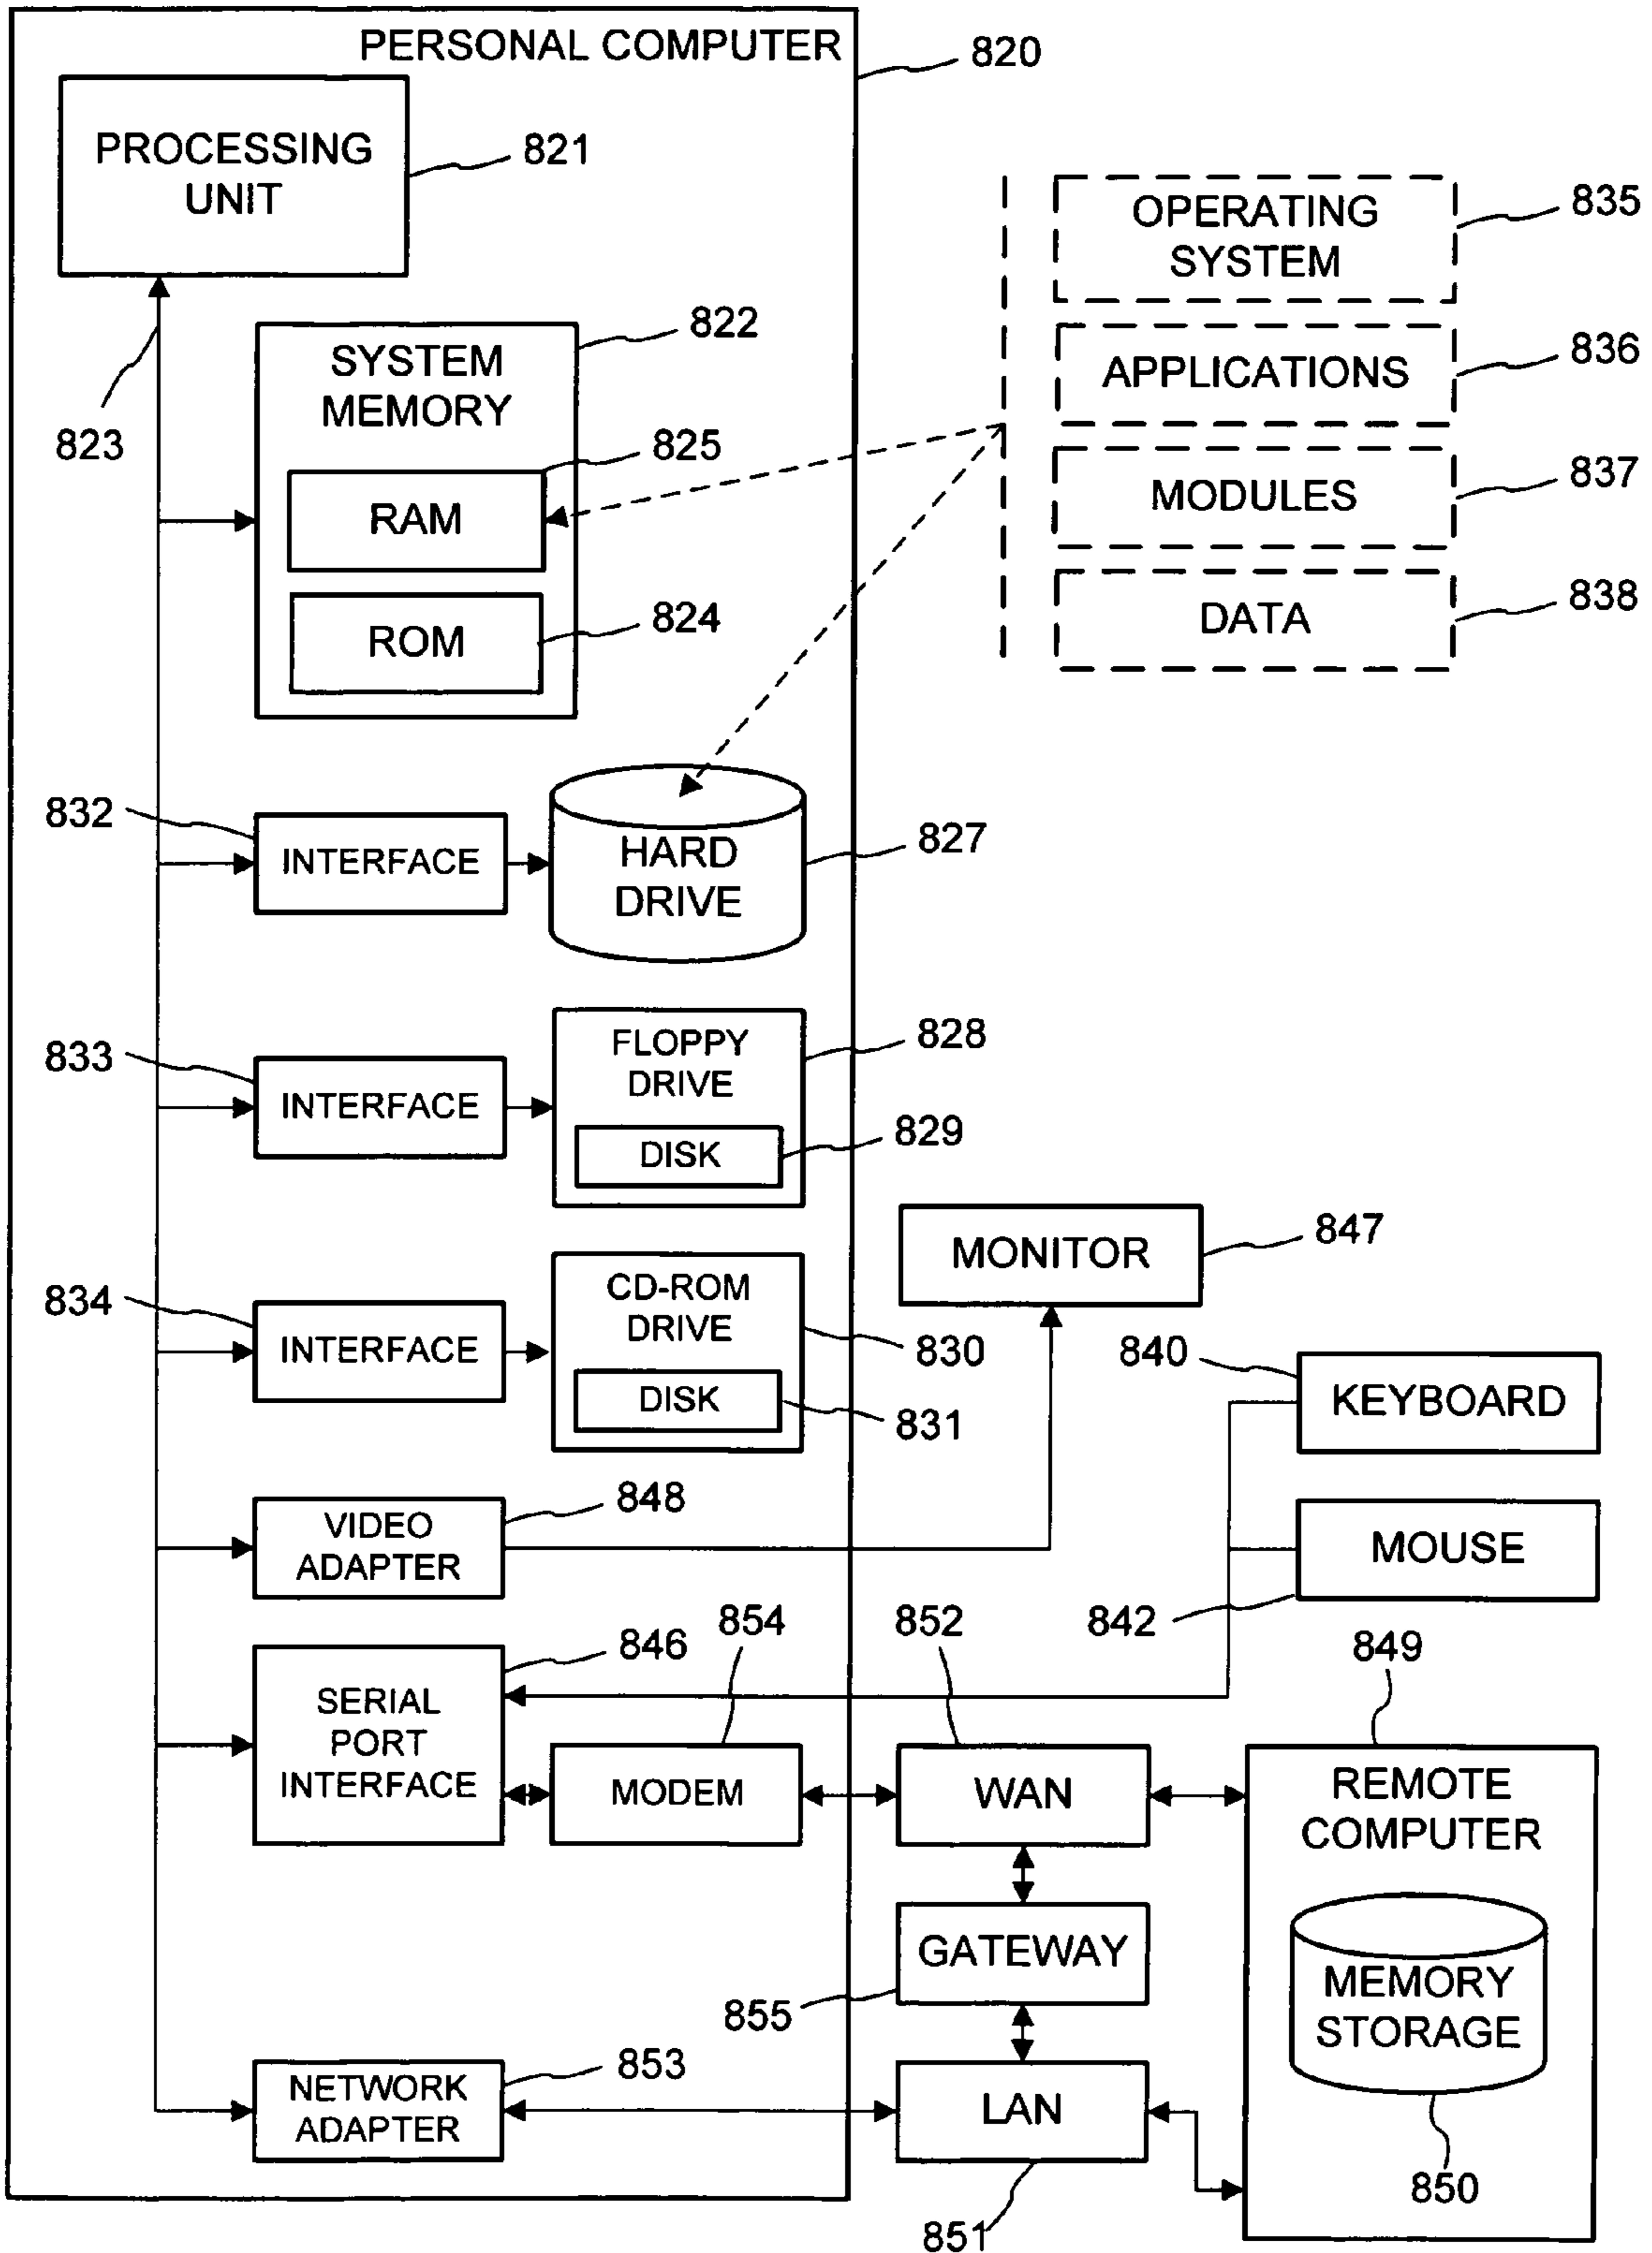 PERSONAL COMPUTER
820
PROCESSING
UNIT
821
823
SYSTEM
MEMORY
822
RAM
825
ROM
824
OPERATING
SYSTEM
835
APPLICATIONS
836
MODULES
837
DATA
838
832
INTERFACE
HARD
DRIVE
827
833
INTERFACE
FLOPPY
DRIVE
828
DISK
829
834
INTERFACE
CD-ROM
DRIVE
830
DISK
831
MONITOR
847
840
KEYBOARD
MOUSE
842
VIDEO
ADAPTER
848
SERIAL
PORT
INTERFACE
846
MODEM
854
WAN
852
849
REMOTE
COMPUTER
MEMORY
STORAGE
850
GATEWAY
855
NETWORK
ADAPTER
853
LAN
851